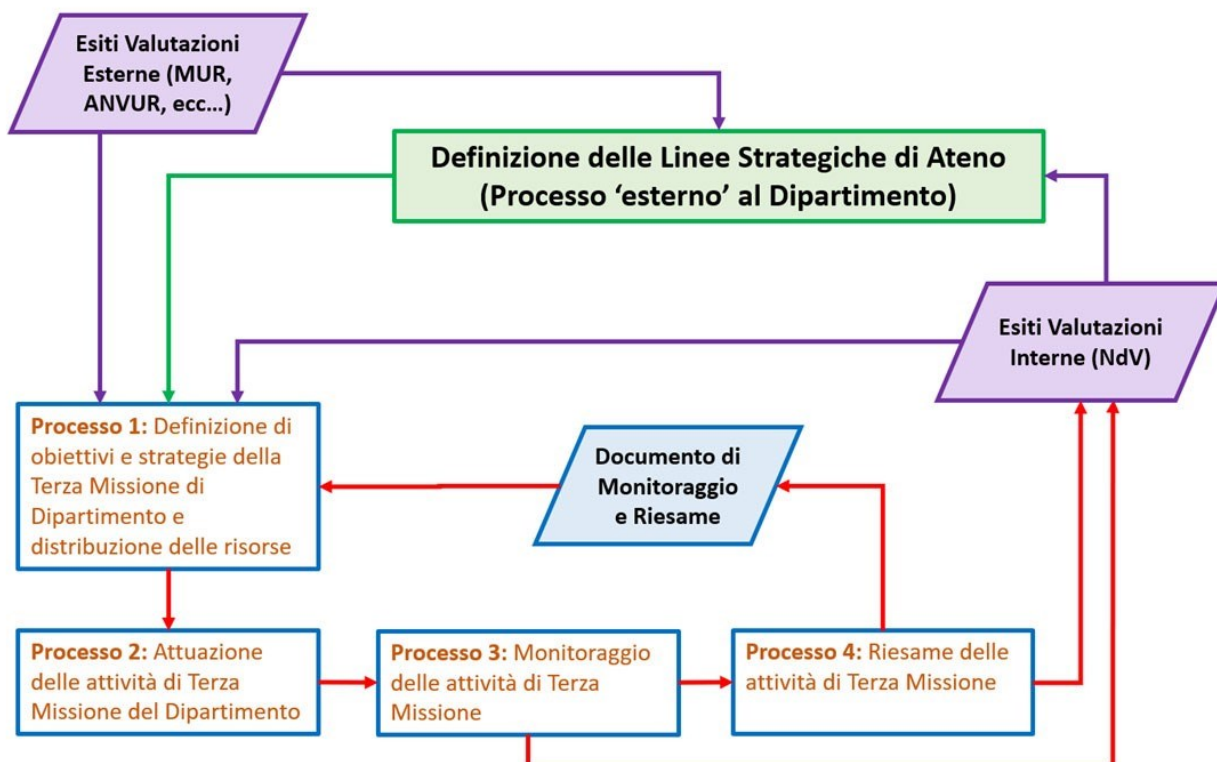 Esiti Valutazioni
Esterne (MUR,
ANVUR, ecc...)
Definizione delle Linee Strategiche di Ateno
(Processo ‘esterno’ al Dipartimento)
Esiti Valutazioni
Interne (NdV)
Processo 1: Definizione di
obiettivi e strategie della
Terza Missione di
Dipartimento e
distribuzione delle risorse
Documento di
Monitoraggio
e Riesame
Processo 2: Attuazione
delle attività di Terza
Missione del Dipartimento
Processo 3: Monitoraggio
delle attività di Terza
Missione
Processo 4: Riesame delle
attività di Terza Missione